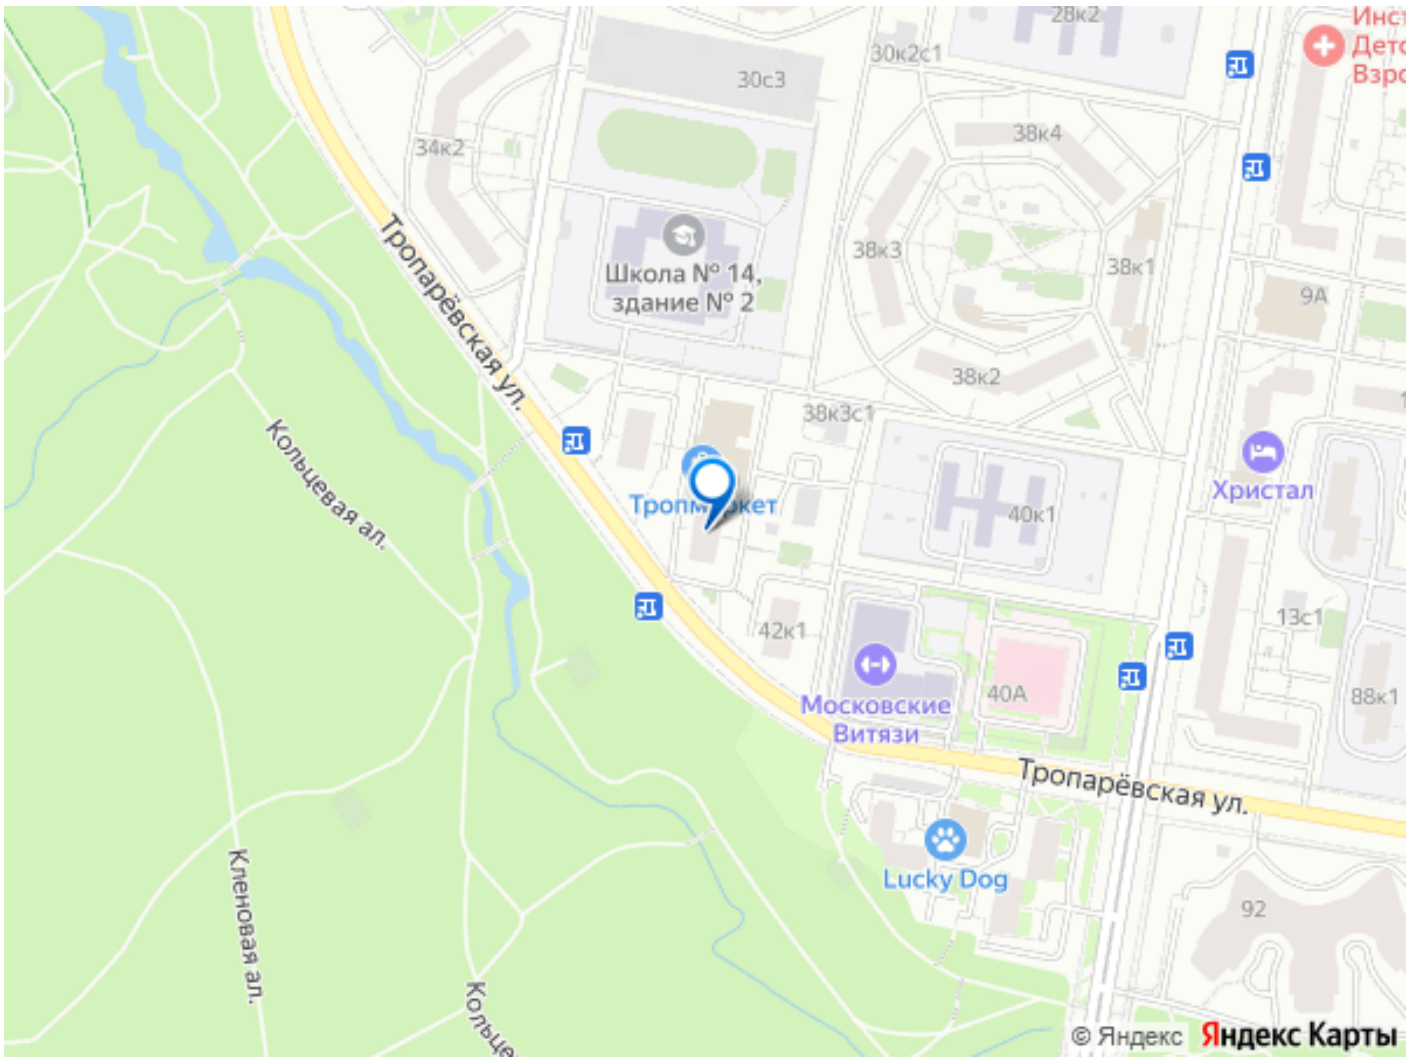 28к2
Инст
Детс
Взро
30к2с1
30с3
38к4
34к2
Тропарёвская ул.
Школа № 14,
здание № 2
38к3
38к1
9А
38к2
38к3с1
Кольцевая ал.
Христал
Тропмаркет
40к1
42к1
13с1
40А
88к1
Московские
Витязи
Тропарёвская ул.
Lucky Dog
Кленовая ал.
92
Кольце
© Яндекс
Яндекс Карты